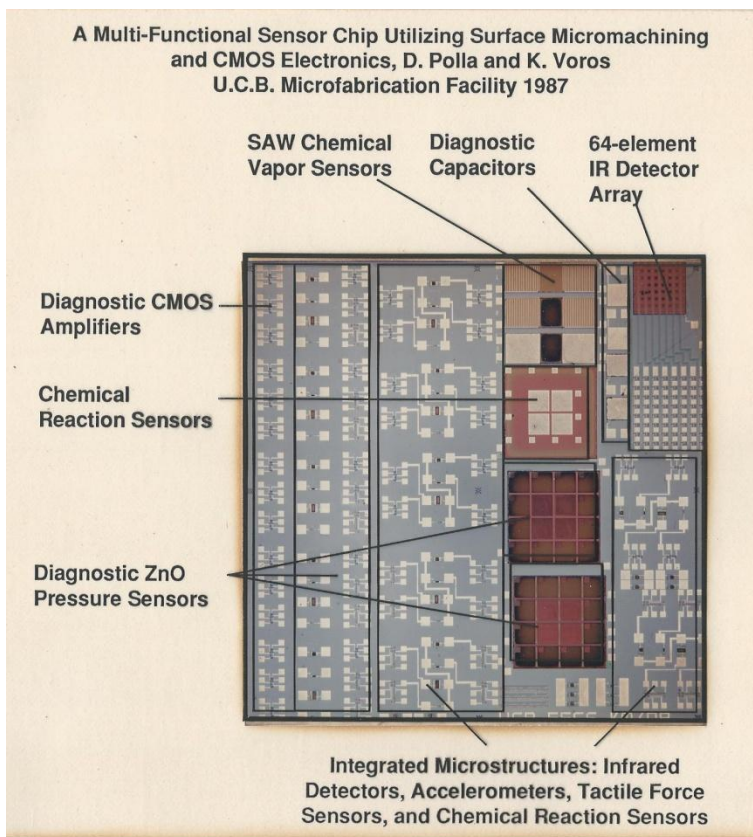 A Multi-Functional Sensor Chip Utilizing Surface Micromachining
and CMOS Electronics, D. Polla and K. Voros
U.C.B. Microfabrication Facility 1987
SAW Chemical
Vapor Sensors
Diagnostic
Capacitors
64-element
IR Detector
Array
Diagnostic CMOS
Amplifiers
Chemical
Reaction Sensors
Diagnostic ZnO
Pressure Sensors
Integrated Microstructures: Infrared
Detectors, Accelerometers, Tactile Force
Sensors, and Chemical Reaction Sensors